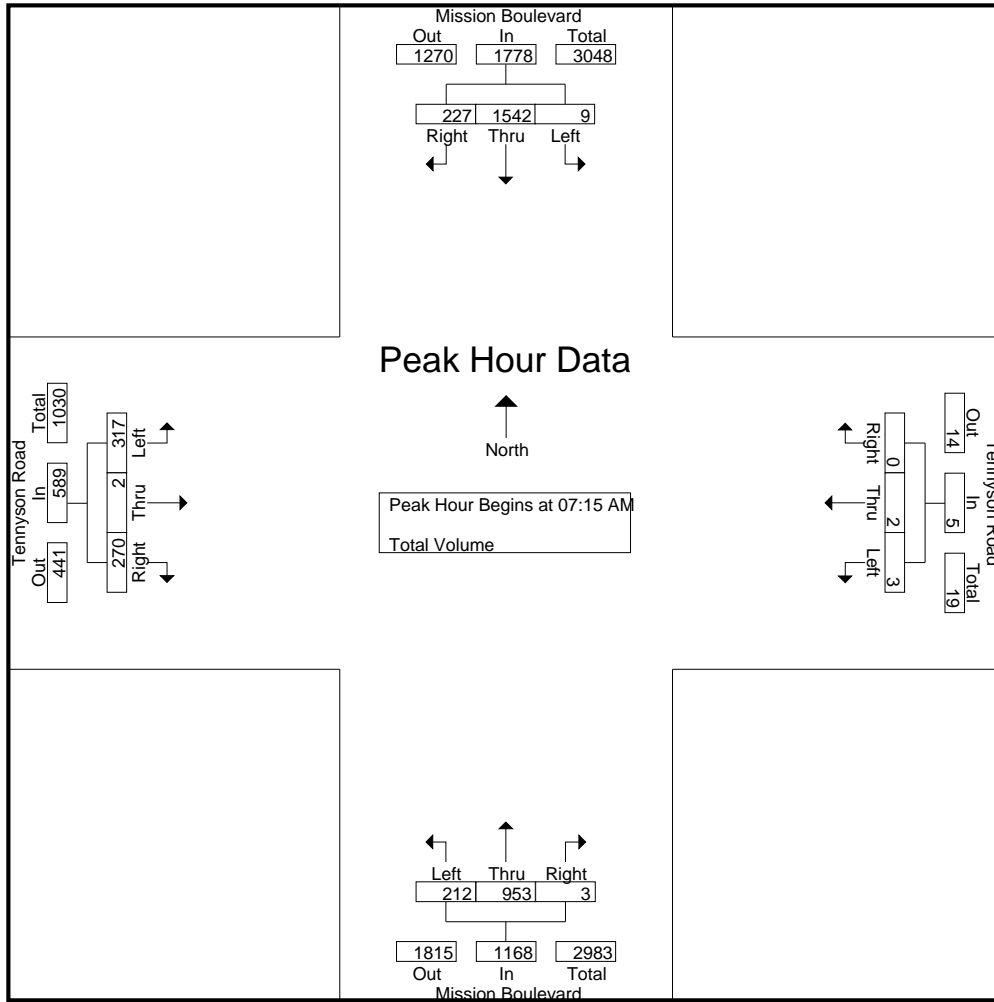 Mission Boulevard
Out In Total
1270 1778 3048
227 1542 9
Right Thru Left
Peak Hour Data
North
Peak Hour Begins at 07:15 AM
Total Volume
Tennyson Road
Out In Total
441 589 1030
270 2 317
Right Thru Left
Tennyson Road
Out In Total
14 5 19
0 2 3
Right Thru Left
Left Thru Right
212 953 3
1815 1168 2983
Out In Total
Mission Boulevard